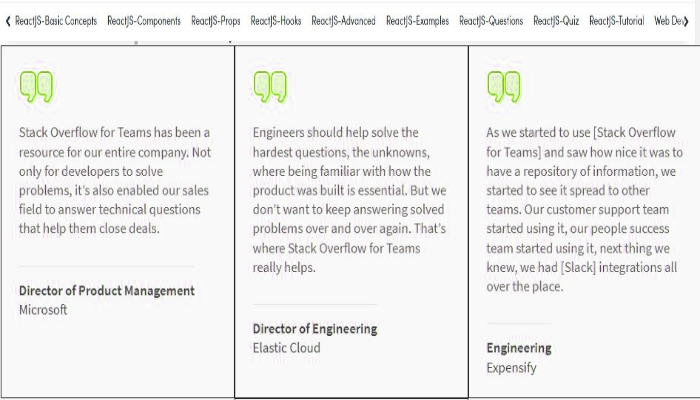 ReactJS-Basic Concepts ReactJS-Components ReactJS-Props ReactJS-Hooks ReactJS-Advanced ReactJS-Examples ReactJS-Questions ReactJS-Quiz ReactJS-Tutorial Web Dev
Stack Overflow for Teams has been a
resource for our entire company. Not
only for developers to solve
problems, it's also enabled our sales
field to answer technical questions
that help them close deals.
Director of Product Management
Microsoft
Engineers should help solve the
hardest questions, the unknowns,
where being familiar with how the
product was built is essential. But we
don't want to keep answering solved
problems over and over again. That's
where Stack Overflow for Teams
really helps.
Director of Engineering
Elastic Cloud
As we started to use [Stack Overflow
for Teams] and saw how nice it was to
have a repository of information, we
started to see it spread to other
teams. Our customer support team
started using it, our people success
team started using it, next thing we
knew, we had [Slack] integrations all
over the place.
Engineering
Expensify